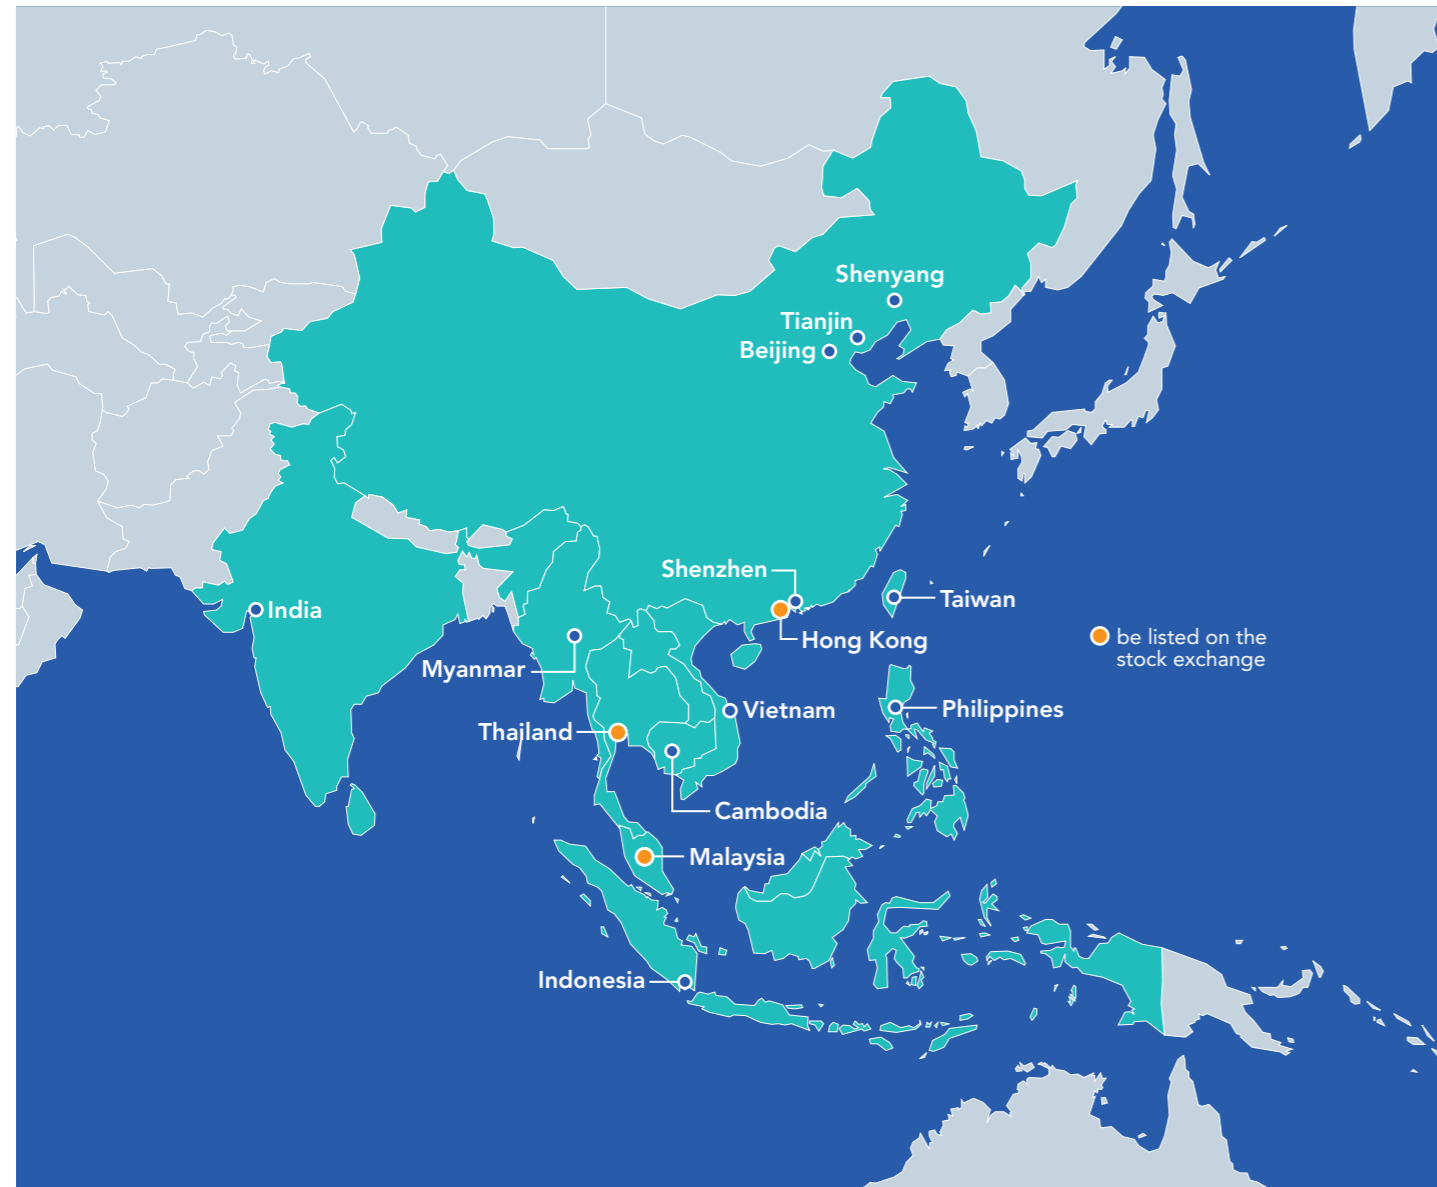 Shenyang
Tianjin
Beijing
Shenzhen
Taiwan
India
Hong Kong
be listed on the
stock exchange
Myanmar
Vietnam
Philippines
Thailand
Cambodia
Malaysia
Indonesia